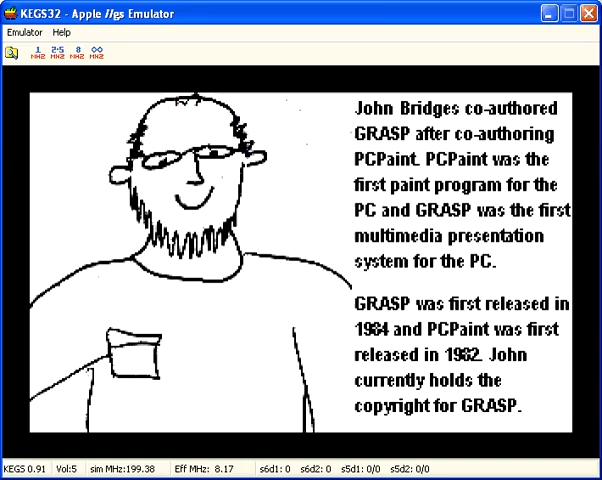 KEGS32 - Apple //gs Emulator
Emulator Help
1 MHZ 2·5 MHZ 8 MHZ ∞ MHZ
John Bridges co-authored
GRASP after co-authoring
PCPaint. PCPaint was the
first paint program for the
PC and GRASP was the first
multimedia presentation
system for the PC.
GRASP was first released in
1984 and PCPaint was first
released in 1982. John
currently holds the
copyright for GRASP.
KEGS 0.91 Vol:5 sim MHz:199.38 Eff MHz: 8.17 s6d1: 0 s6d2: 0 s5d1: 0/0 s5d2: 0/0